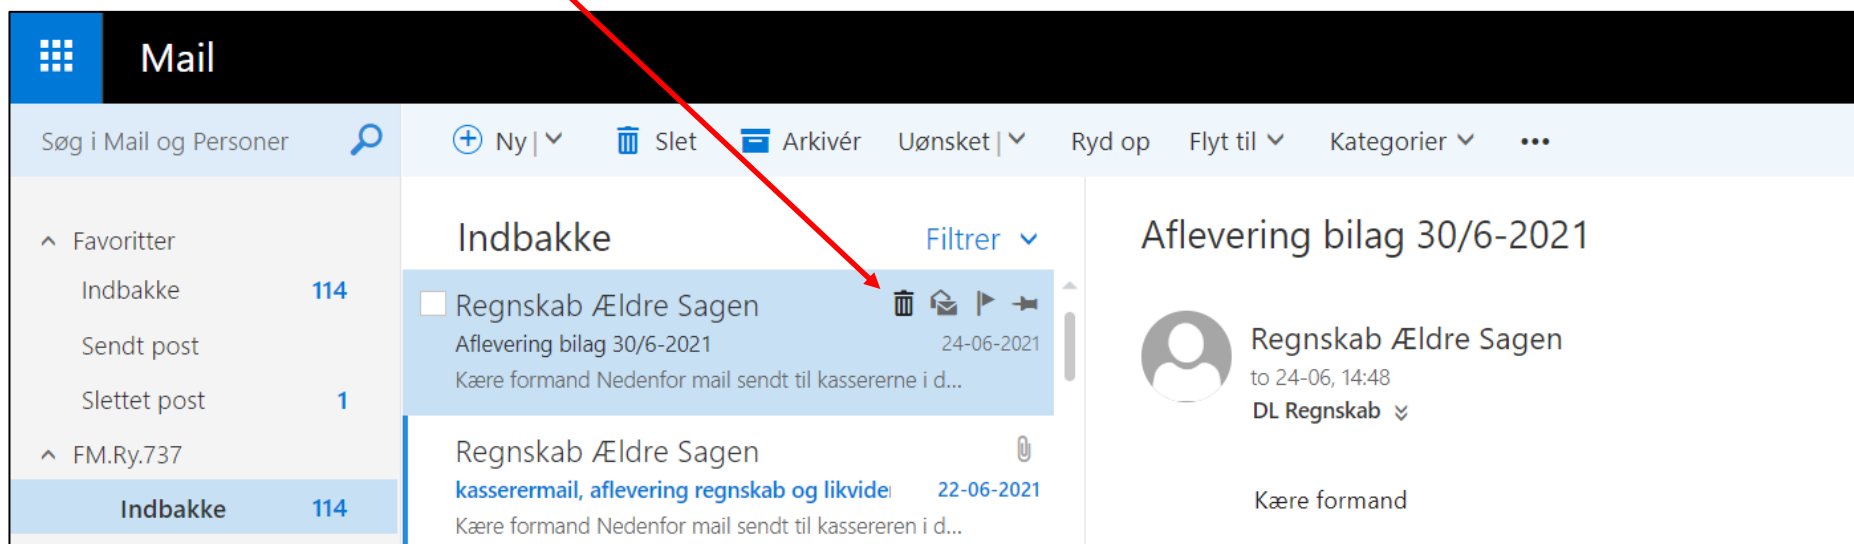 Mail
Søg i Mail og Personer
Ny | Slet Arkivér Uønsket | Ryd op Flyt til Kategorier •••
Favoritter
Indbakke 114
Sendt post
Slettet post 1
FM.Ry.737
Indbakke 114
Indbakke Filtrer
Regnskab Ældre Sagen
Aflevering bilag 30/6-2021 24-06-2021
Kære formand Nedenfor mail sendt til kassererne i d...
Regnskab Ældre Sagen
kasserermail, aflevering regnskab og likvide 22-06-2021
Kære formand Nedenfor mail sendt til kassereren i d...
Aflevering bilag 30/6-2021
Regnskab Ældre Sagen
to 24-06, 14:48
DL Regnskab
Kære formand